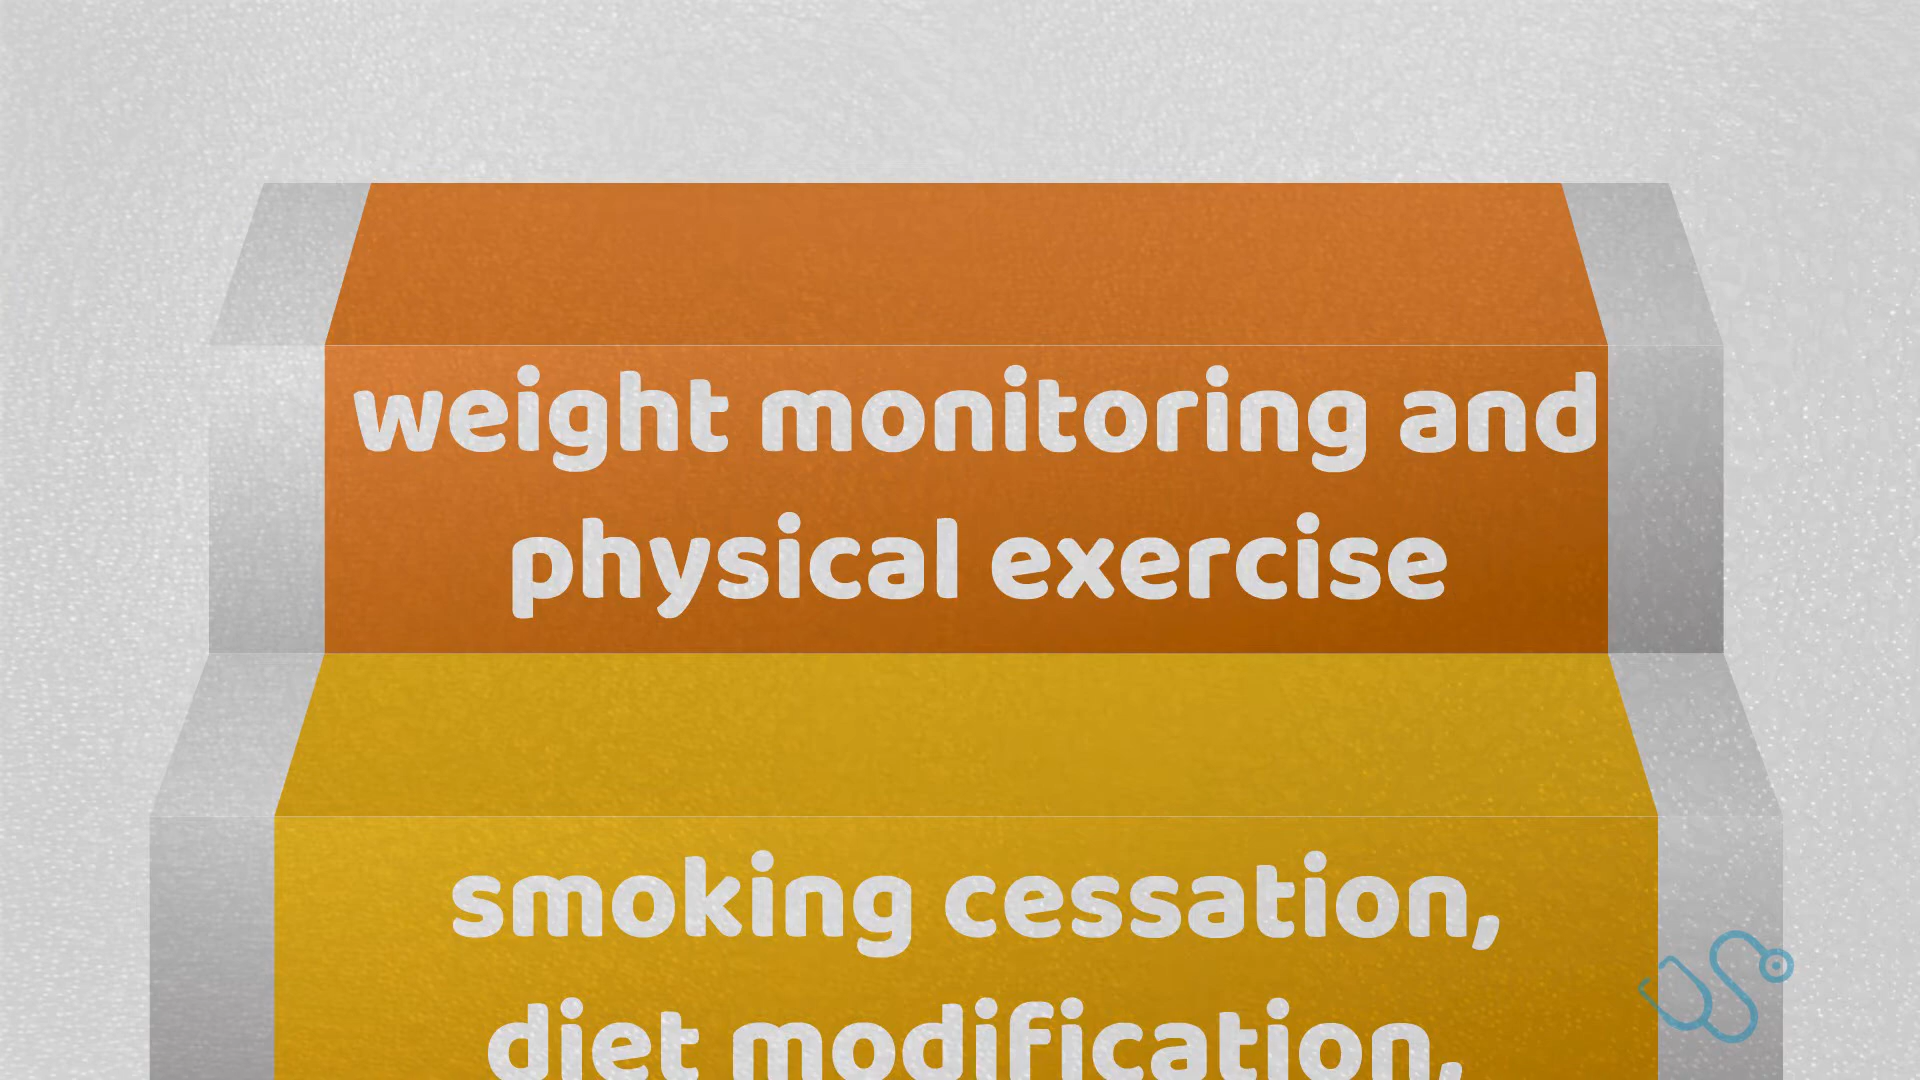 weight monitoring and
physical exercise
smoking cessation,
diet modification,